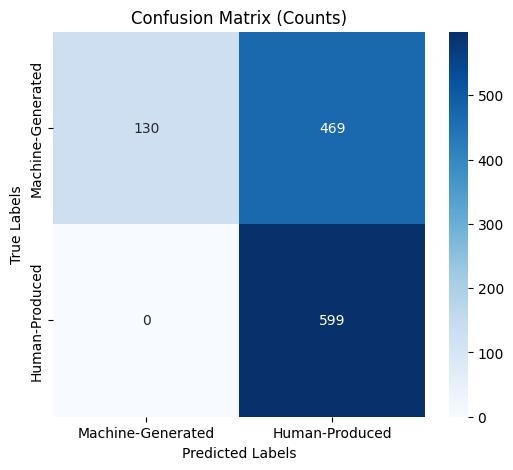 Confusion Matrix (Counts)
True Labels
Machine-Generated
Human-Produced
130
469
0
599
Machine-Generated
Human-Produced
Predicted Labels
500
400
300
200
100
0